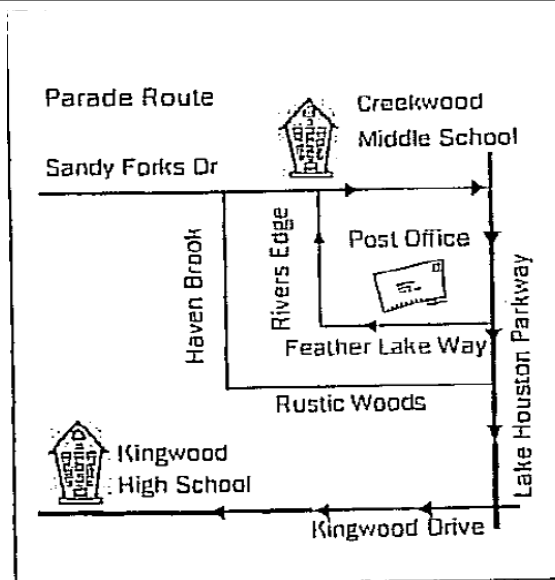 Parade Route
Creekwood
Middle School
Sandy Forks Dr
Haven Brook
Rivers Edge
Post Office
Lake Houston Parkway
Feather Lake Way
Rustic Woods
Kingwood
High School
Kingwood Drive